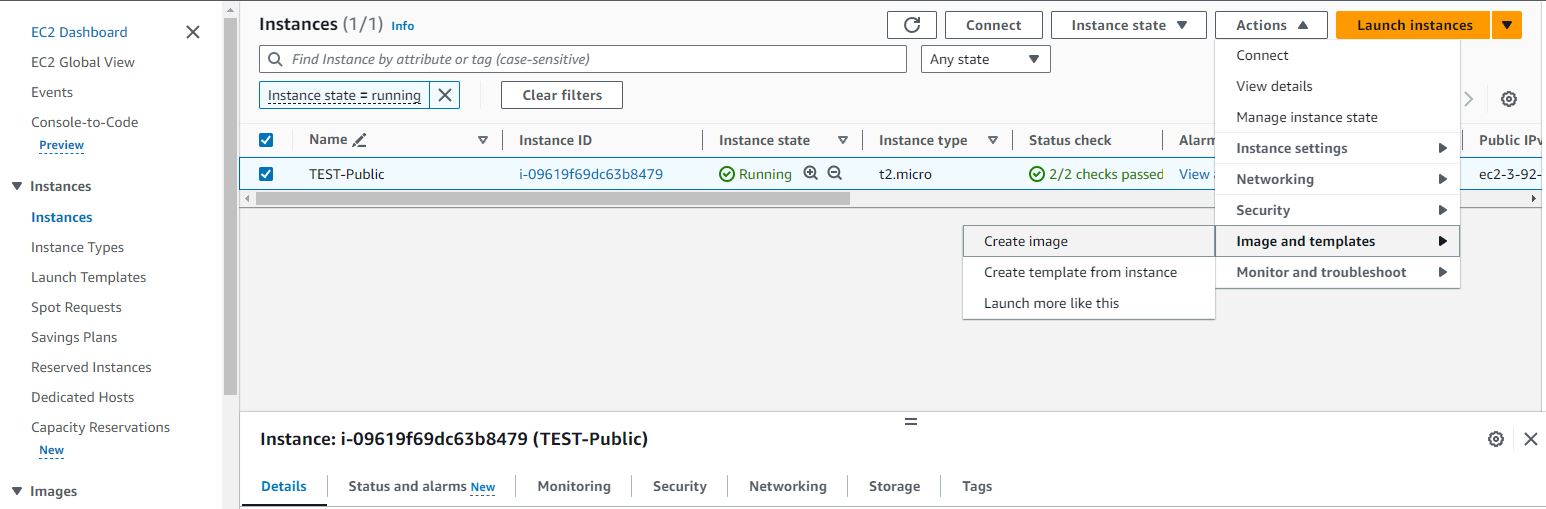 EC2 Dashboard
EC2 Global View
Events
Console-to-Code
Preview
Instances
Instances
Instance Types
Launch Templates
Spot Requests
Savings Plans
Reserved Instances
Dedicated Hosts
Capacity Reservations
New
Images
Instances (1/1) Info
Connect
Instance state
Actions
Launch instances
Find Instance by attribute or tag (case-sensitive)
Any state
Instance state = running
Clear filters
Name Instance ID Instance state Instance type Status check Alarm Public IPv
TEST-Public i-09619f69dc63b8479 Running t2.micro 2/2 checks passed View ec2-3-92-
Connect
View details
Manage instance state
Instance settings
Networking
Security
Image and templates
Monitor and troubleshoot
Create image
Create template from instance
Launch more like this
Instance: i-09619f69dc63b8479 (TEST-Public)
Details Status and alarms New Monitoring Security Networking Storage Tags